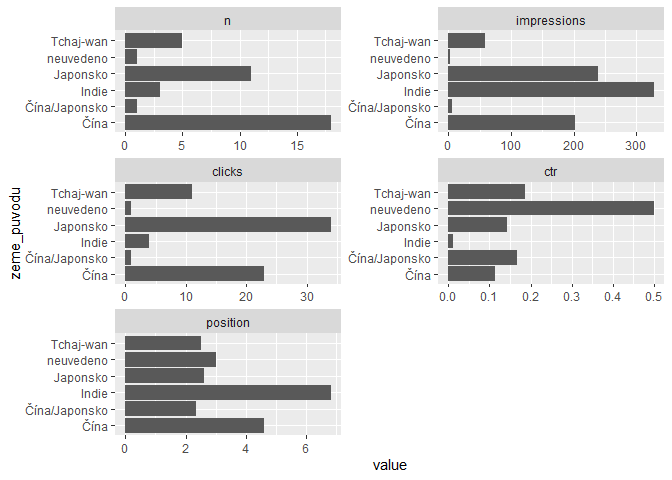 n
Tchaj-wan
neuvedeno
Japonsko
Indie
Čína/Japonsko
Čína
0 5 10 15
impressions
Tchaj-wan
neuvedeno
Japonsko
Indie
Čína/Japonsko
Čína
0 100 200 300
clicks
Tchaj-wan
neuvedeno
Japonsko
Indie
Čína/Japonsko
Čína
0 10 20 30
ctr
Tchaj-wan
neuvedeno
Japonsko
Indie
Čína/Japonsko
Čína
0.0 0.1 0.2 0.3 0.4 0.5
position
Tchaj-wan
neuvedeno
Japonsko
Indie
Čína/Japonsko
Čína
0 2 4 6
zeme_puvodu
value